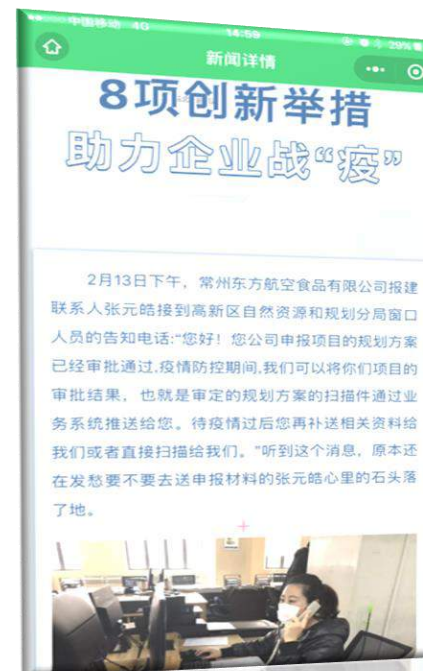 中国移动 4G
14:59
29%
新闻详情
8项创新举措
助力企业战“疫”
2月13日下午，常州东方航空食品有限公司报建
联系人张元皓接到高新区自然资源和规划分局窗口
人员的告知电话:“您好！您公司申报项目的规划方案
已经审批通过,疫情防控期间,我们可以将你们项目的
审批结果，也就是审定的规划方案的扫描件通过业
务系统推送给您。待疫情过后您再补送相关资料给
我们或者直接扫描给我们。”听到这个消息，原本还
在发愁要不要去送申报材料的张元皓心里的石头落
了地。